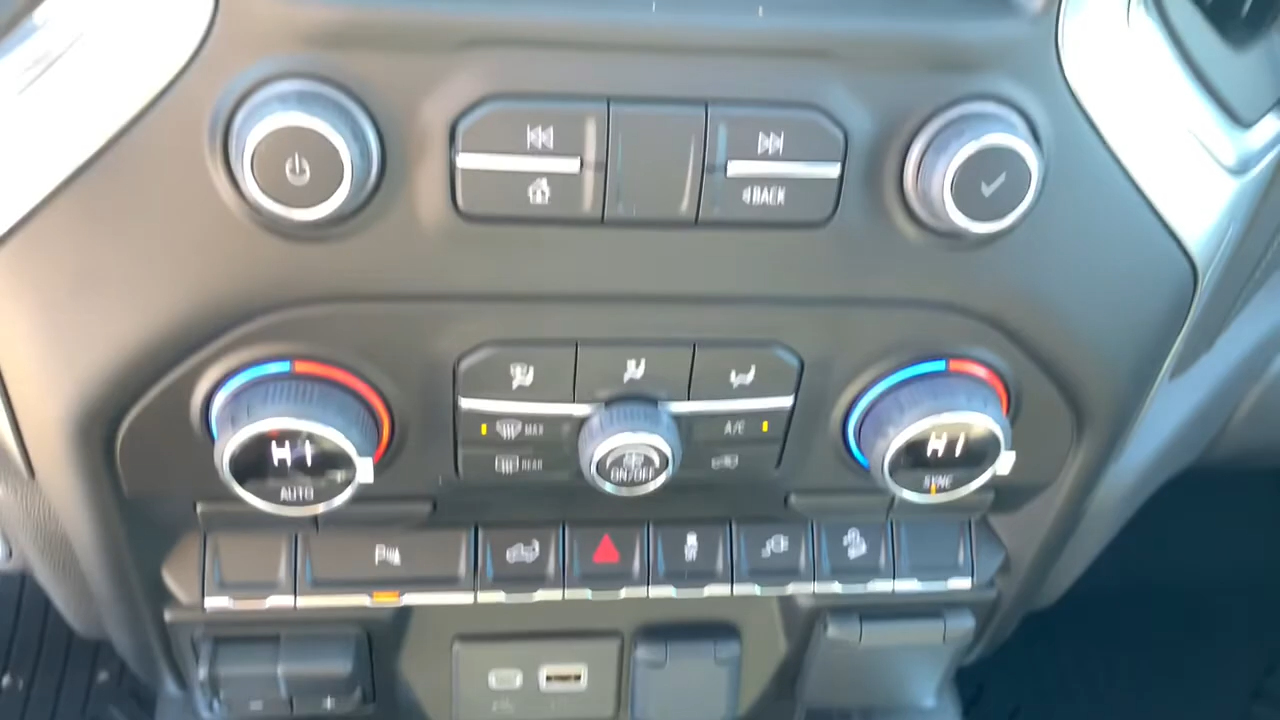 BACK
MAX
A/C
REAR
ON/OFF
HI
AUTO
HI
SYNC
P
- +